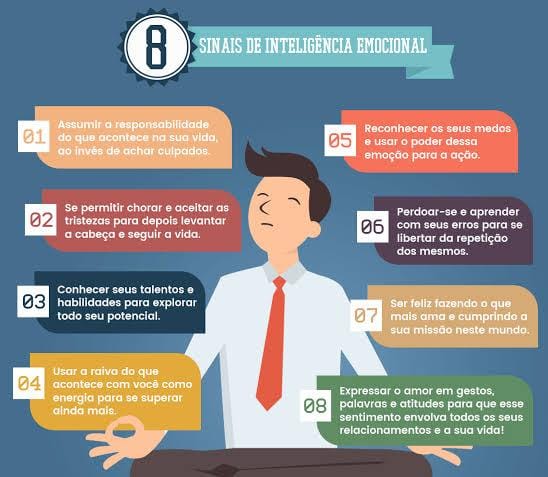 8
SINAIS DE INTELIGÊNCIA EMOCIONAL
01
Assumir a responsabilidade
do que acontece na sua vida,
ao invés de achar culpados.
02
Se permitir chorar e aceitar as
tristezas para depois levantar
a cabeça e seguir a vida.
03
Conhecer seus talentos e
habilidades para explorar
todo seu potencial.
04
Usar a raiva do que
acontece com você como
energia para se superar
ainda mais.
05
Reconhecer os seus medos
e usar o poder dessa
emoção para a ação.
06
Perdoar-se e aprender
com seus erros para se
libertar da repetição
dos mesmos.
07
Ser feliz fazendo o que
mais ama e cumprindo a
sua missão neste mundo.
08
Expressar o amor em gestos,
palavras e atitudes para que esse
sentimento envolva todos os seus
relacionamentos e a sua vida!